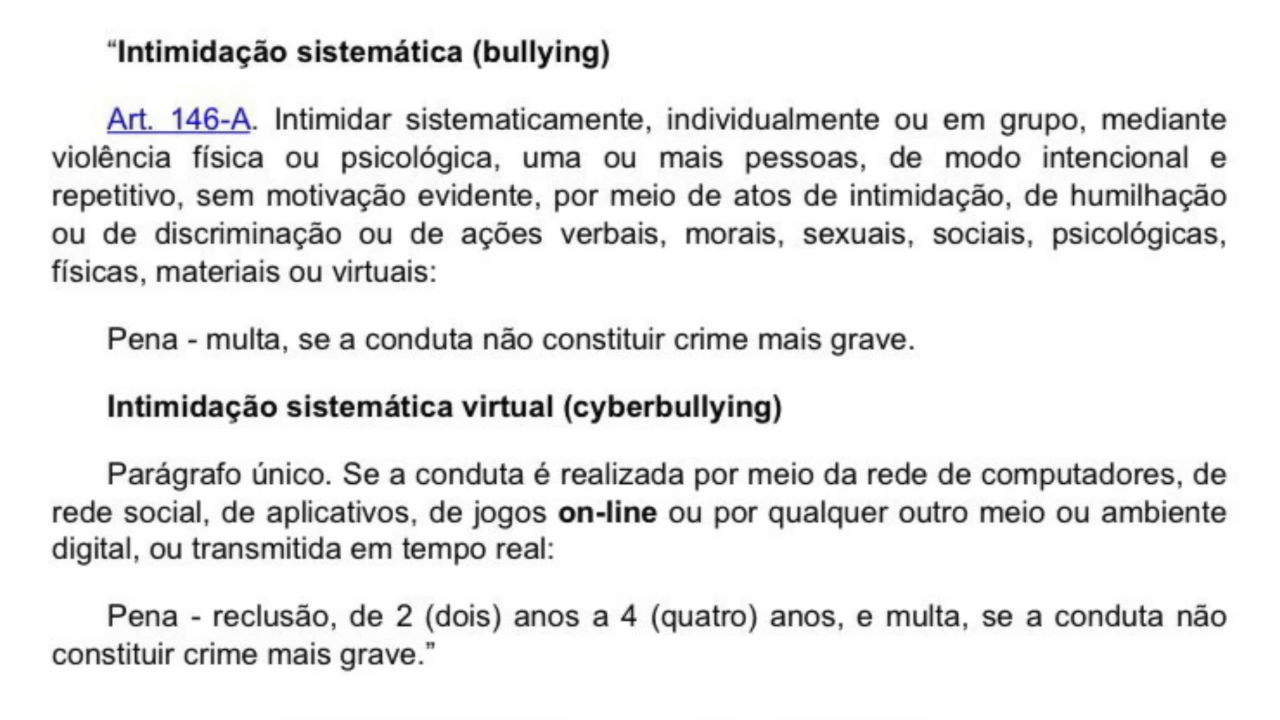 “Intimidação sistemática (bullying)
Art. 146-A. Intimidar sistematicamente, individualmente ou em grupo, mediante
violência física ou psicológica, uma ou mais pessoas, de modo intencional e
repetitivo, sem motivação evidente, por meio de atos de intimidação, de humilhação
ou de discriminação ou de ações verbais, morais, sexuais, sociais, psicológicas,
físicas, materiais ou virtuais:
Pena - multa, se a conduta não constituir crime mais grave.
Intimidação sistemática virtual (cyberbullying)
Parágrafo único. Se a conduta é realizada por meio da rede de computadores, de
rede social, de aplicativos, de jogos on-line ou por qualquer outro meio ou ambiente
digital, ou transmitida em tempo real:
Pena - reclusão, de 2 (dois) anos a 4 (quatro) anos, e multa, se a conduta não
constituir crime mais grave.”